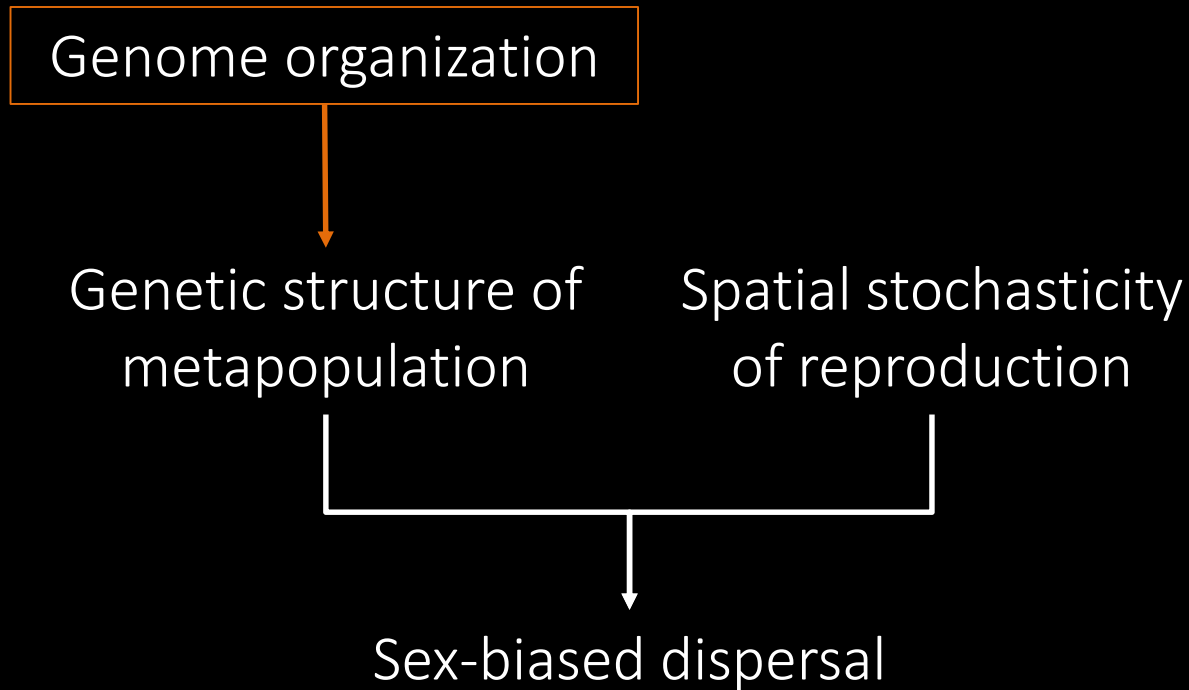 Genome organization
Genetic structure of
metapopulation
Spatial stochasticity
of reproduction
Sex-biased dispersal